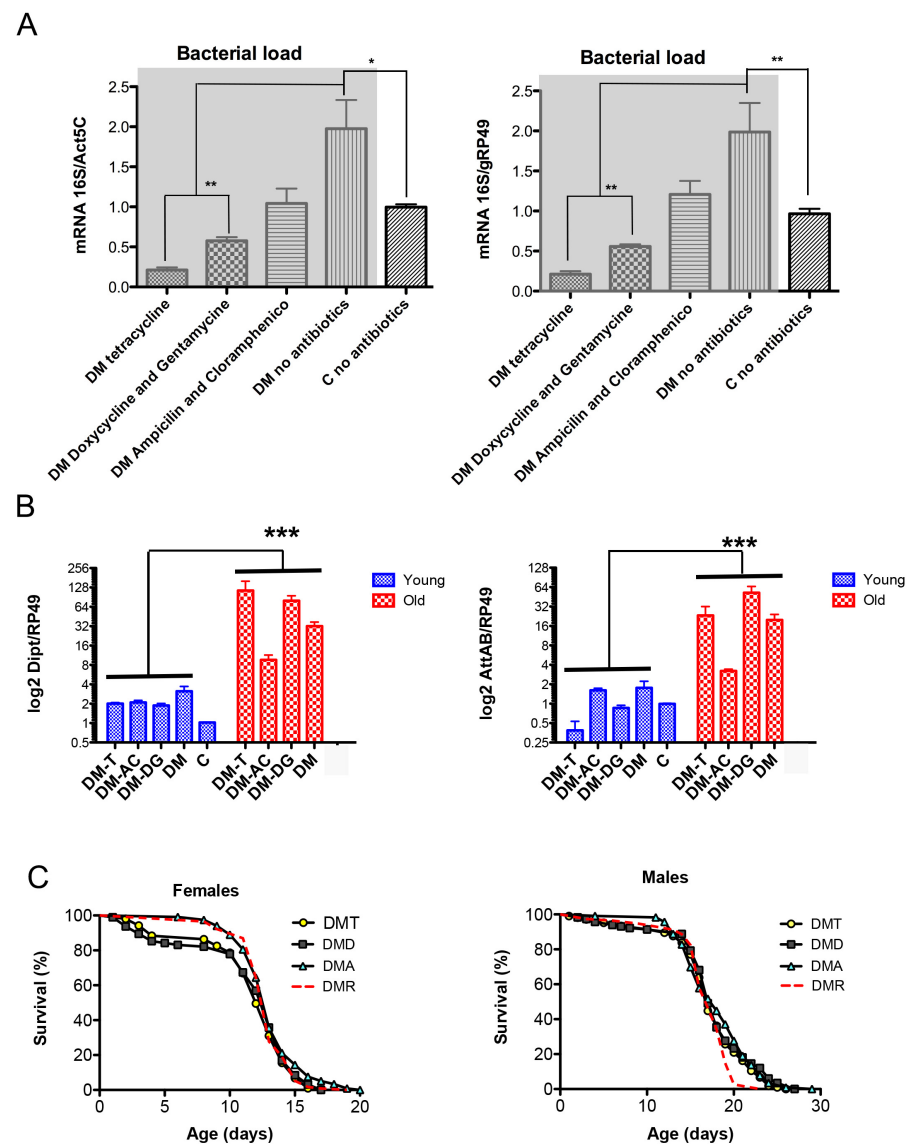 A
Bacterial load
mRNA 16S/Act5C
2.5
2.0
1.5
1.0
0.5
0.0
*
**
DM tetracycline
DM Doxycycline and Gentamycine
DM Ampicilin and Cloramphenico
DM no antibiotics
C no antibiotics
Bacterial load
mRNA 16S/gRP49
2.5
2.0
1.5
1.0
0.5
0.0
**
**
DM tetracycline
DM Doxycycline and Gentamycine
DM Ampicilin and Cloramphenico
DM no antibiotics
C no antibiotics
B
***
log2 Dipt/RP49
256
128
64
32
16
8
4
2
1
0.5
DM-T
DM-AC
DM-DG
DM
C
DM-T
DM-AC
DM-DG
DM
Young
Old
***
log2 AttAB/RP49
128
64
32
16
8
4
2
1
0.5
0.25
DM-T
DM-AC
DM-DG
DM
C
DM-T
DM-AC
DM-DG
DM
Young
Old
C
Females
Survival (%)
100
80
60
40
20
0
0 5 10 15 20
Age (days)
DMT
DMD
DMA
DMR
Males
Survival (%)
100
80
60
40
20
0
0 10 20 30
Age (days)
DMT
DMD
DMA
DMR